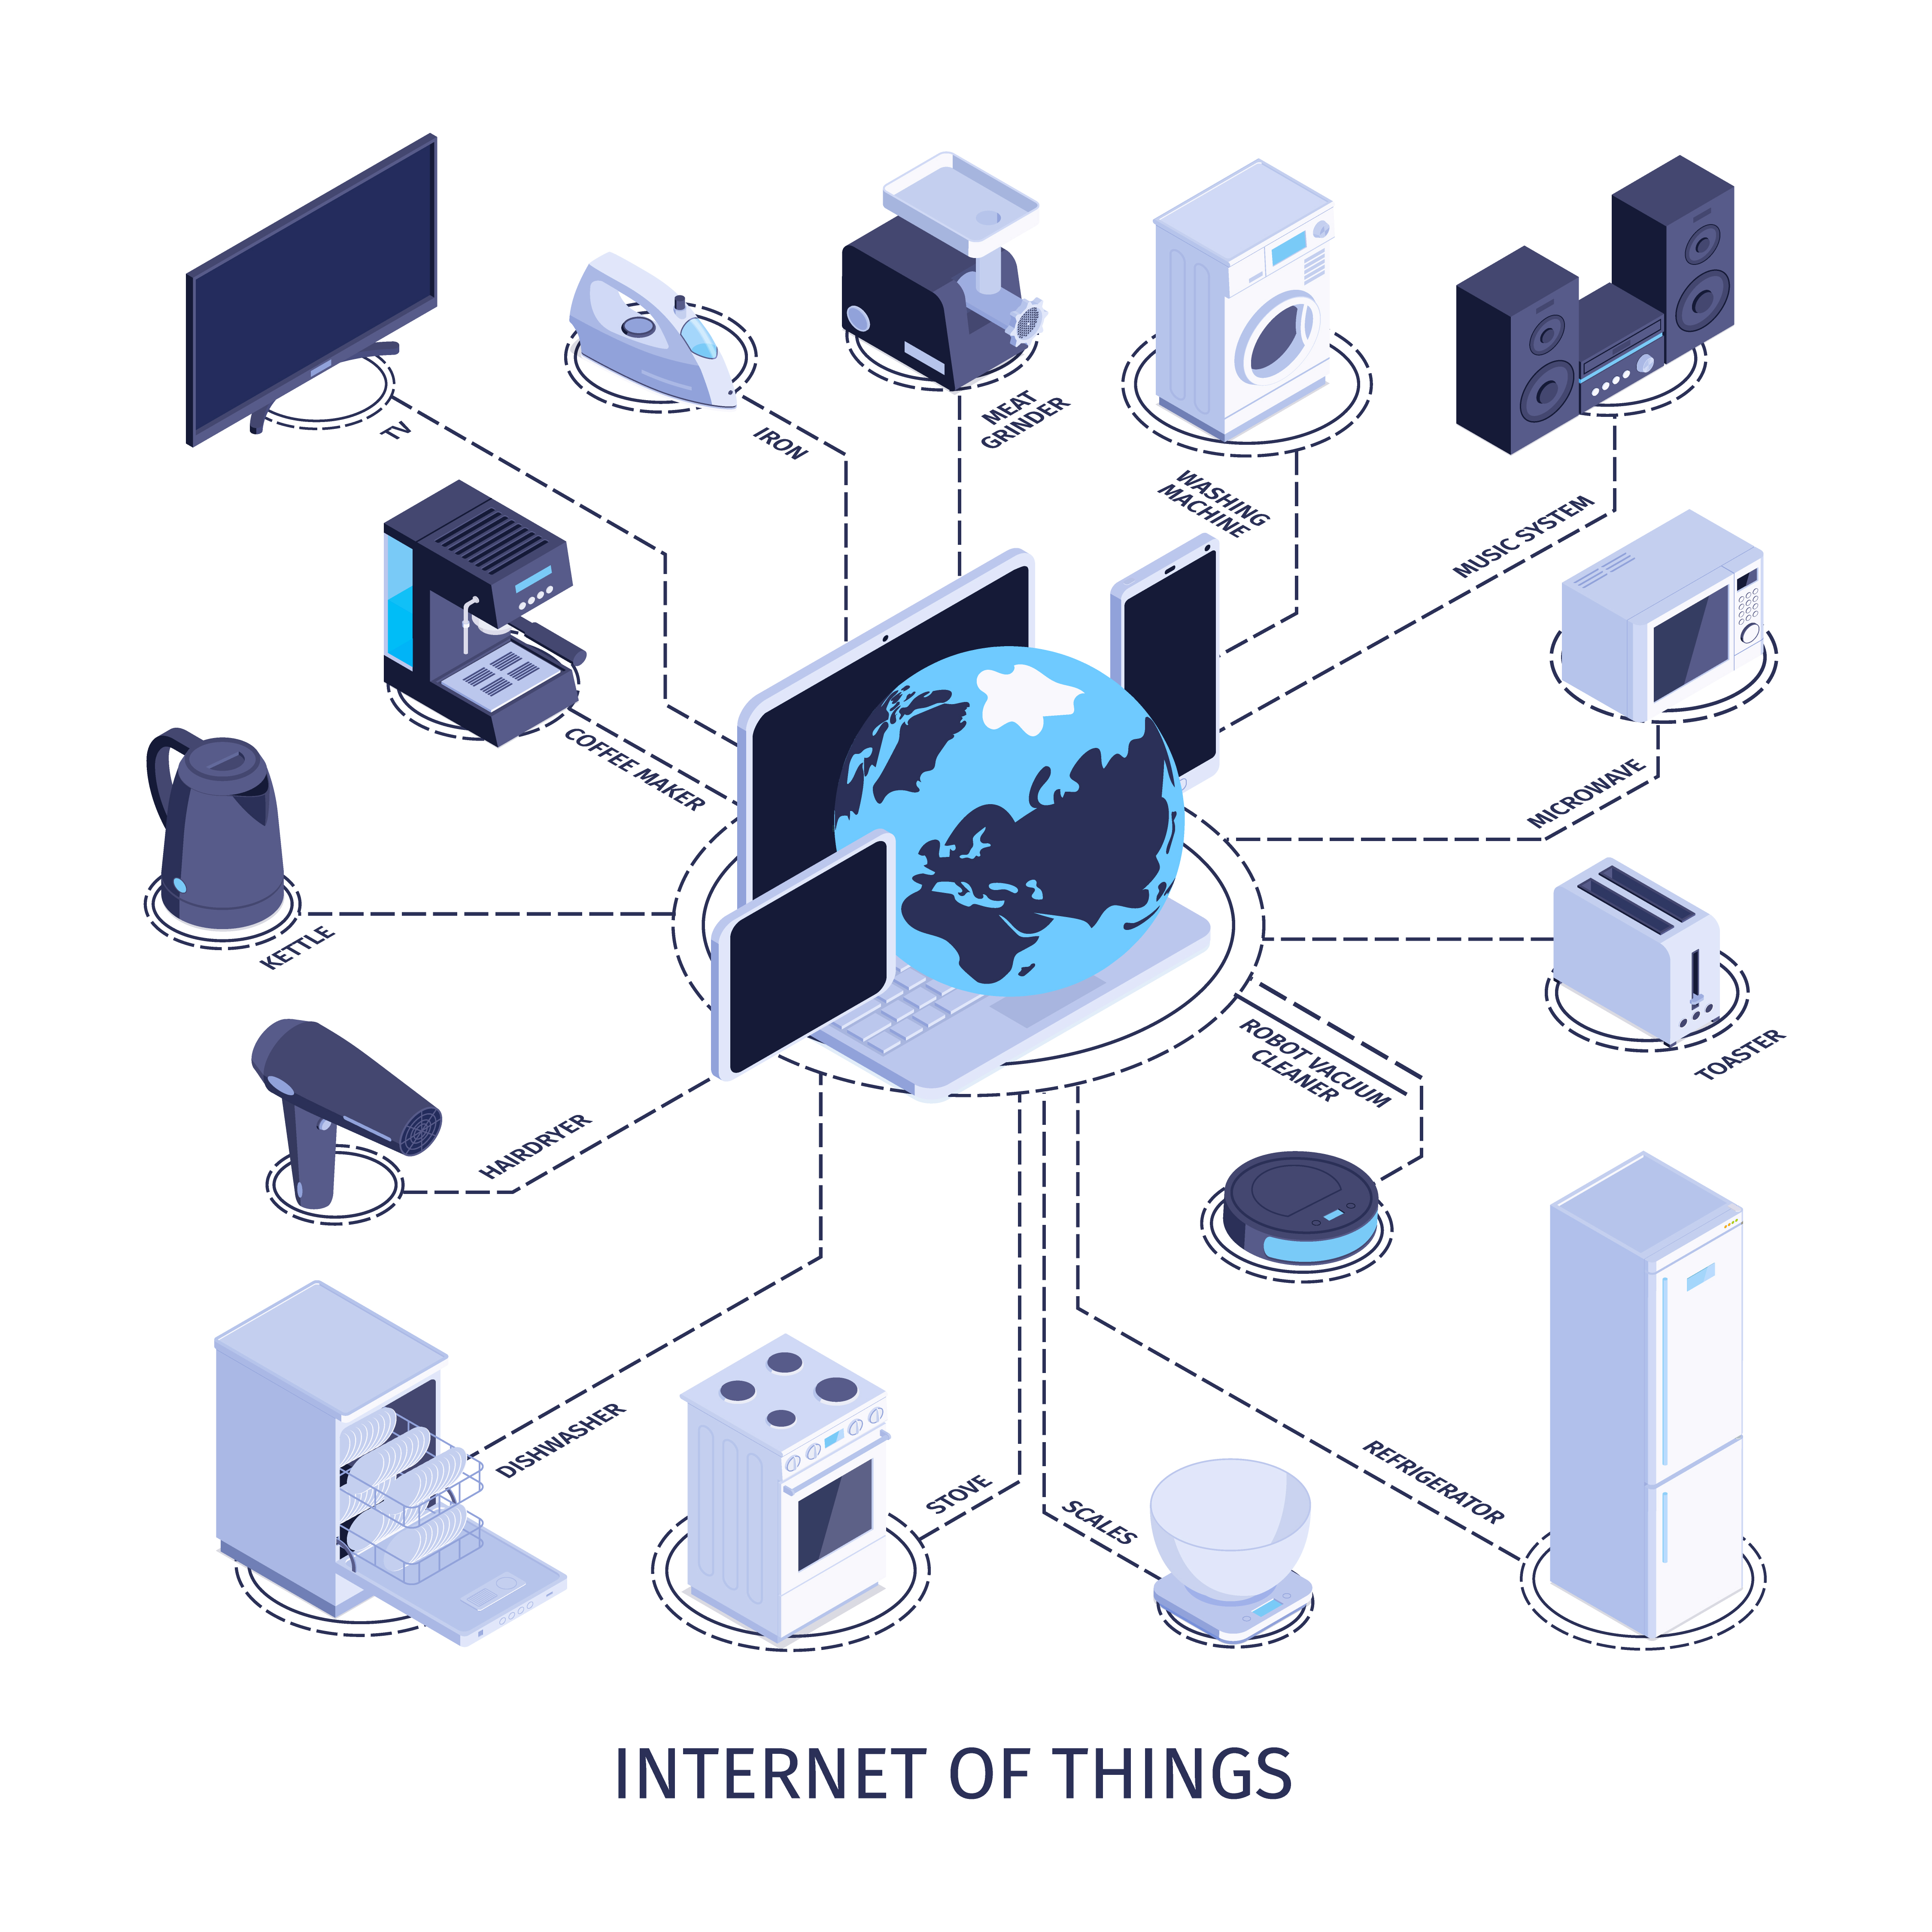 TV
IRON
MEAT
GRINDER
WASHING
MACHINE
MUSIC SYSTEM
COFFEE MAKER
MICROWAVE
KETTLE
TOASTER
ROBOT VACUUM
CLEANER
HAIRDRYER
DISHWASHER
STOVE
SCALES
REFRIGERATOR
INTERNET OF THINGS